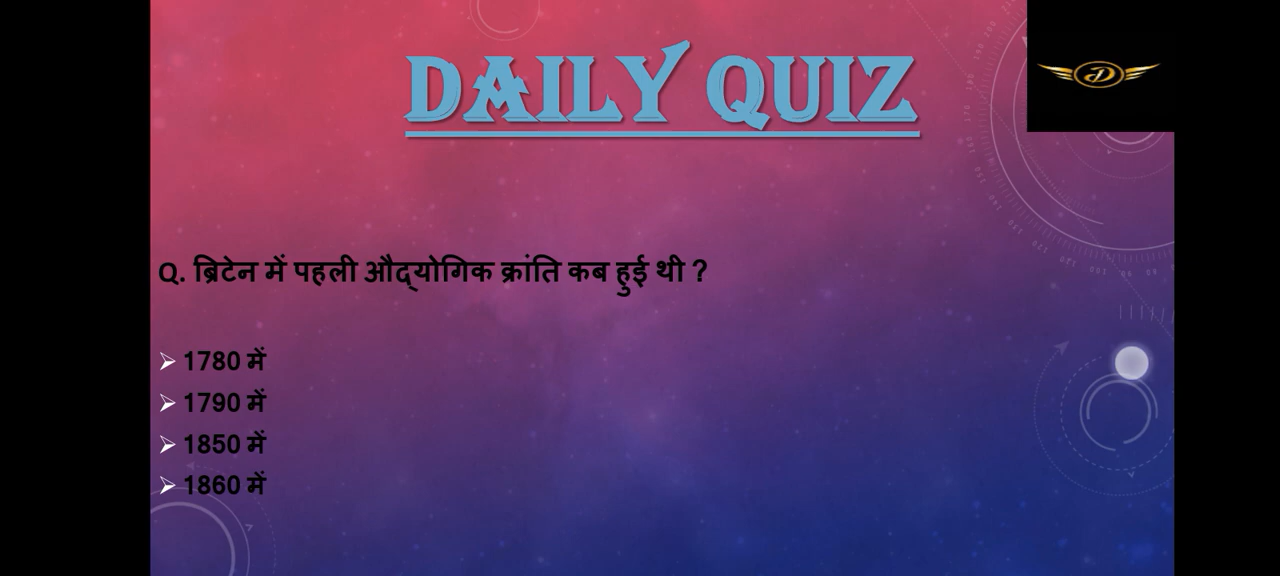 DAILY QUIZ
Q. ब्रिटेन में पहली औद्योगिक क्रांति कब हुई थी ?
➢ 1780 में
➢ 1790 में
➢ 1850 में
➢ 1860 में